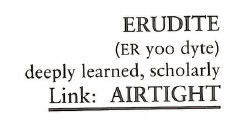 ERUDITE
(ER yoo dyte)
deeply learned, scholarly
Link: AIRTIGHT